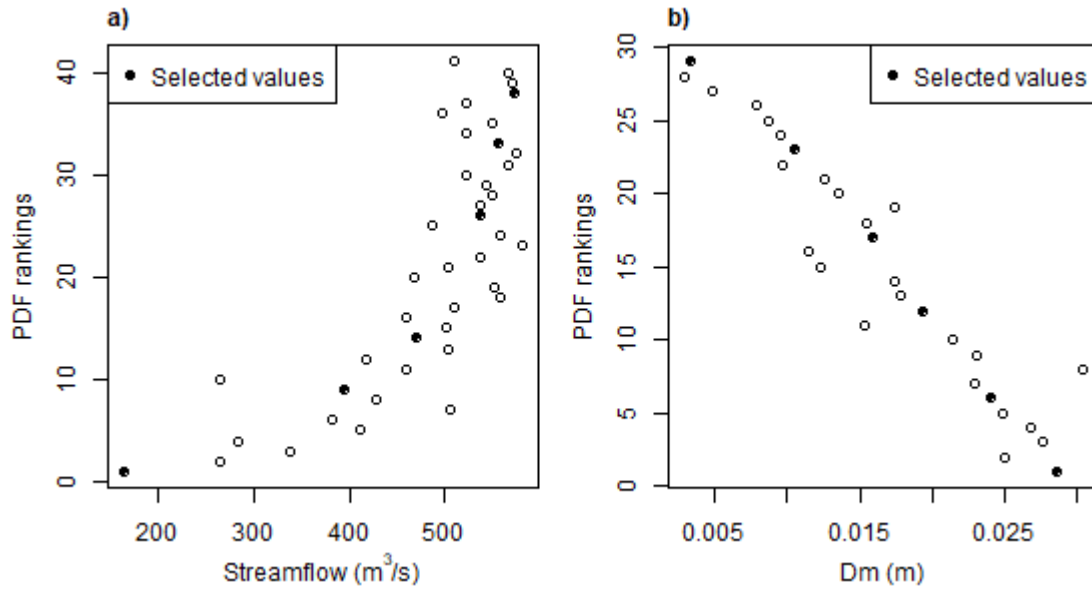 a)
Selected values
PDF rankings
0 10 20 30 40
200 300 400 500
Streamflow (m³/s)
b)
Selected values
PDF rankings
0 5 10 15 20 25 30
0.005 0.015 0.025
Dm (m)